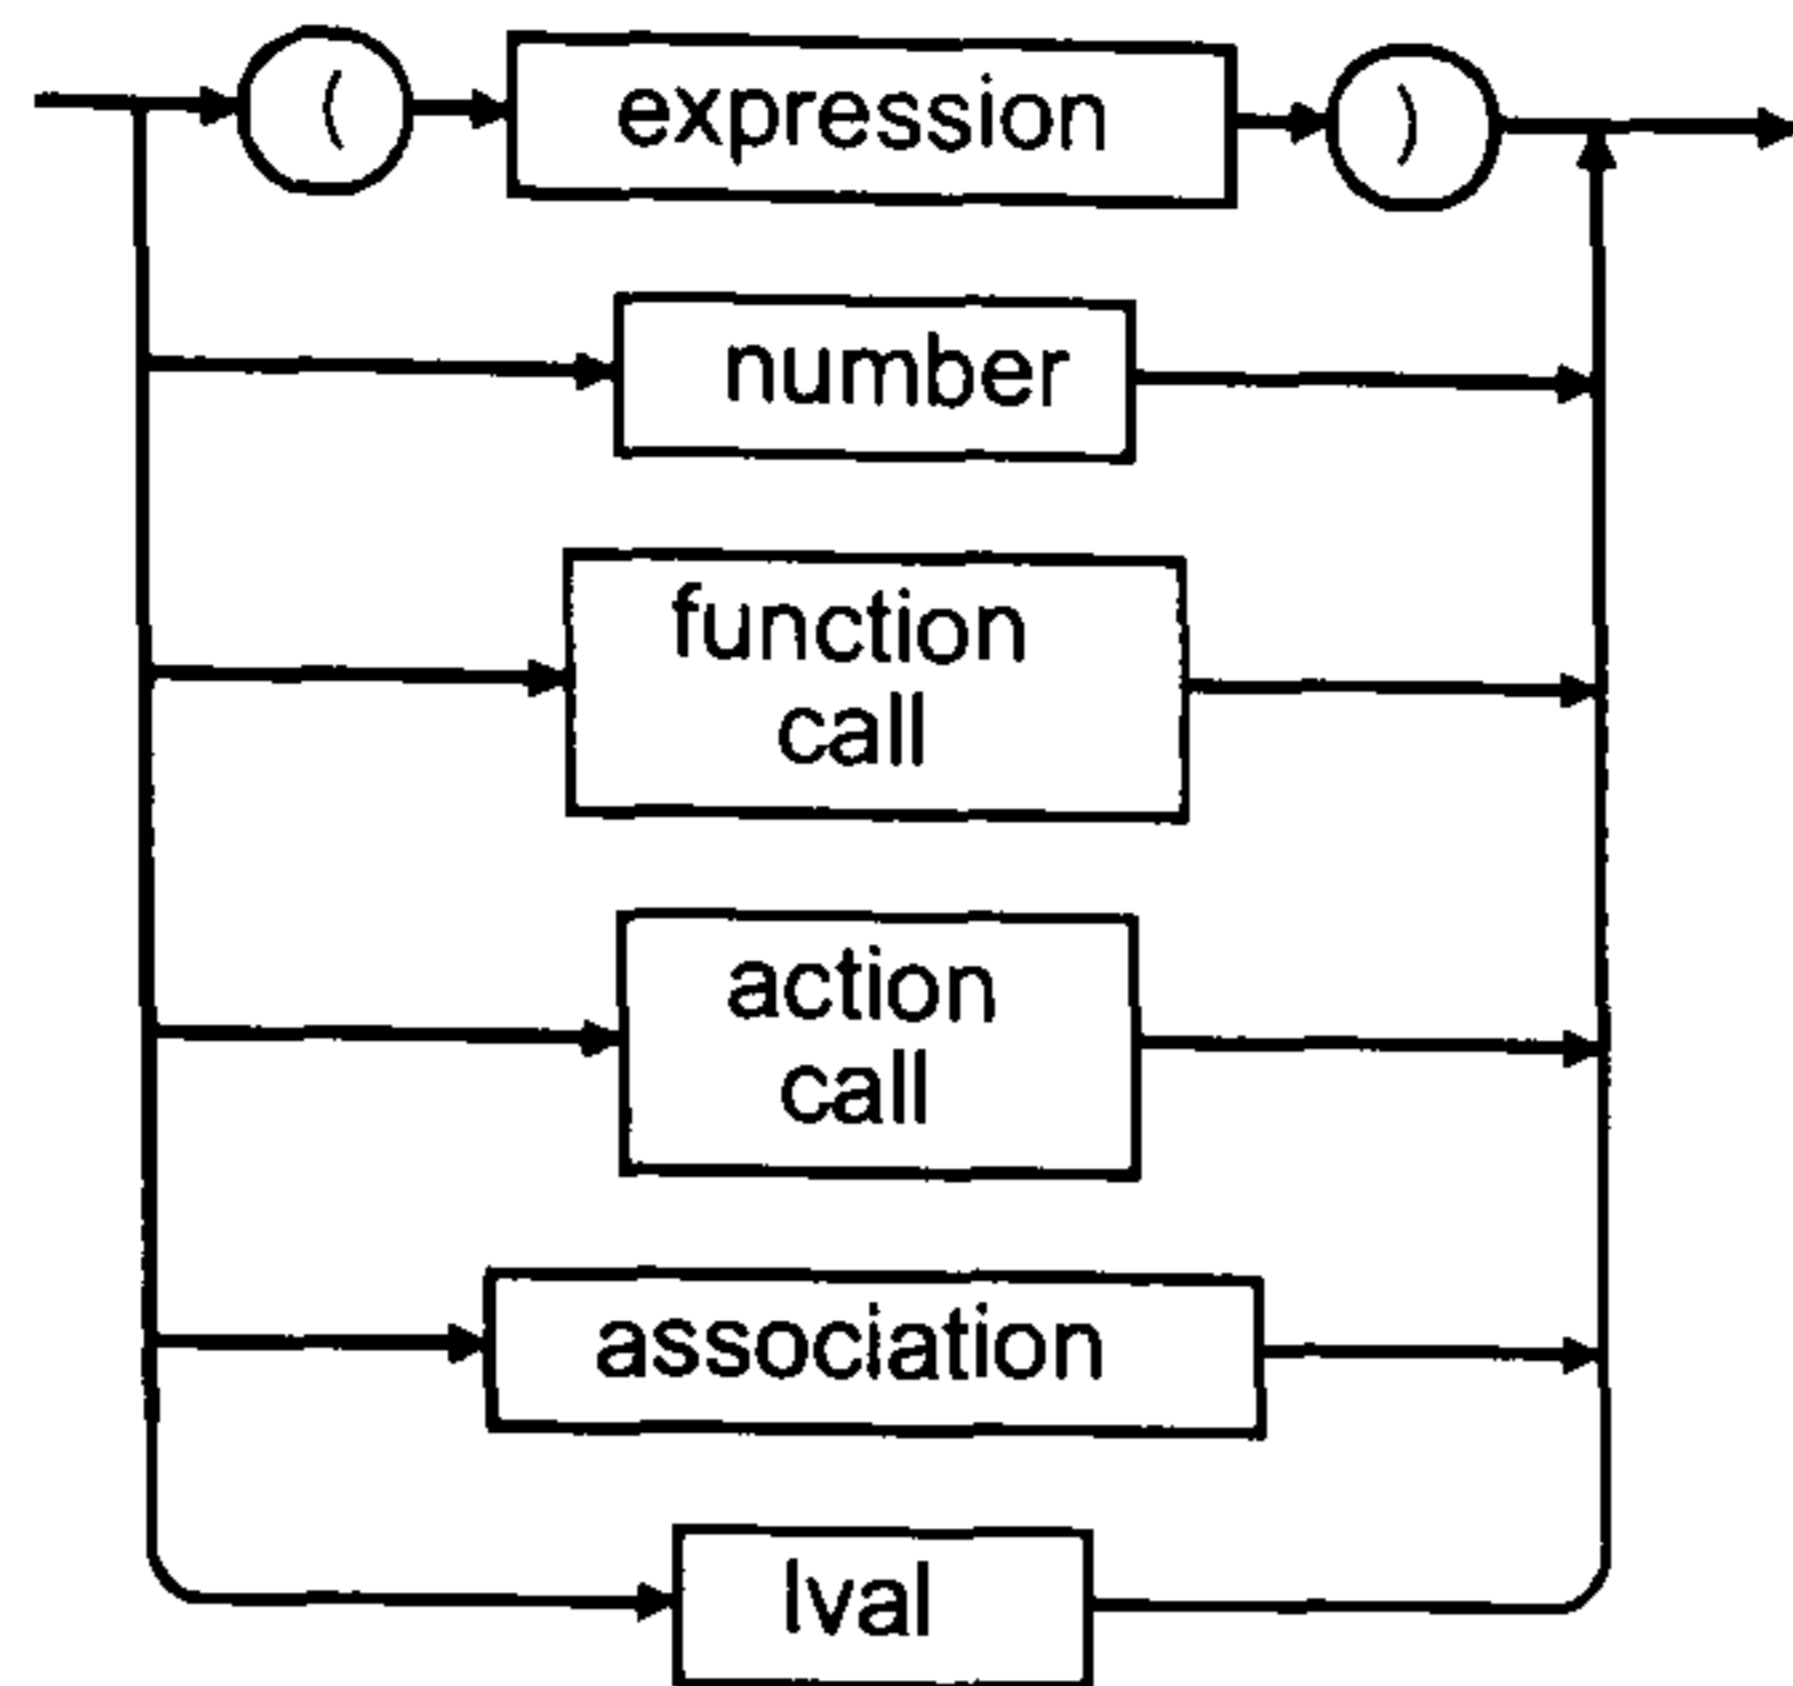 ( expression )
number
function
call
action
call
association
lval